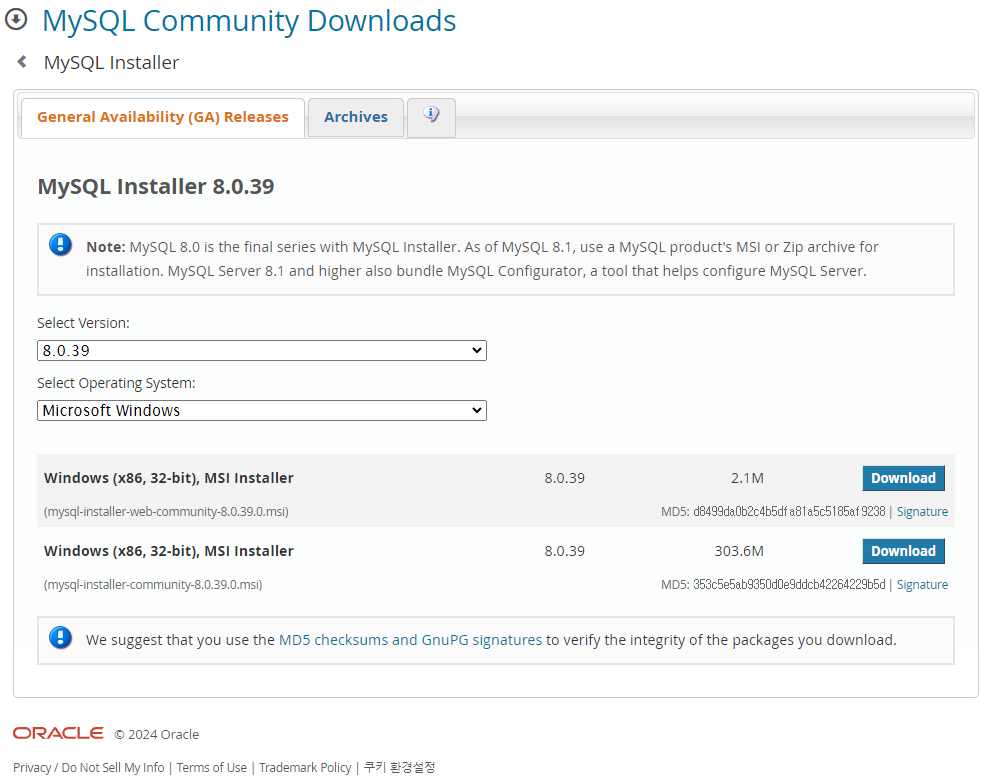 MySQL Community Downloads
MySQL Installer
General Availability (GA) Releases
Archives
MySQL Installer 8.0.39
Note: MySQL 8.0 is the final series with MySQL Installer. As of MySQL 8.1, use a MySQL product's MSI or Zip archive for
installation. MySQL Server 8.1 and higher also bundle MySQL Configurator, a tool that helps configure MySQL Server.
Select Version:
8.0.39
Select Operating System:
Microsoft Windows
Windows (x86, 32-bit), MSI Installer 8.0.39 2.1M Download
(mysql-installer-web-community-8.0.39.0.msi) MD5: d8499da0b2c4b5dfa81a5c5185af9238 | Signature
Windows (x86, 32-bit), MSI Installer 8.0.39 303.6M Download
(mysql-installer-community-8.0.39.0.msi) MD5: 353c5e5ab9350d0e9ddcb42264229b5d | Signature
We suggest that you use the MD5 checksums and GnuPG signatures to verify the integrity of the packages you download.
ORACLE © 2024 Oracle
Privacy / Do Not Sell My Info | Terms of Use | Trademark Policy | 쿠키 환경설정